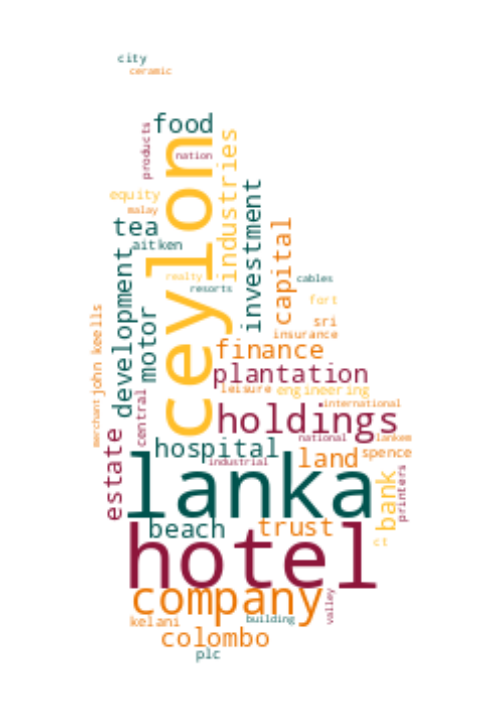 city
ceramic
food
products
nation
ceylon
industries
equity
malay
tea
aitken
investment
development
capital
realty
resorts
cables
fort
motor
john keells
sri
insurance
finance
plantation
leisure
engineering
central
merchant
international
holdings
national
lankem
hospital
industrial
land
spence
estate
lanka
bank
printers
beach
trust
hotel
ct
company
kelani
building
valley
colombo
plc